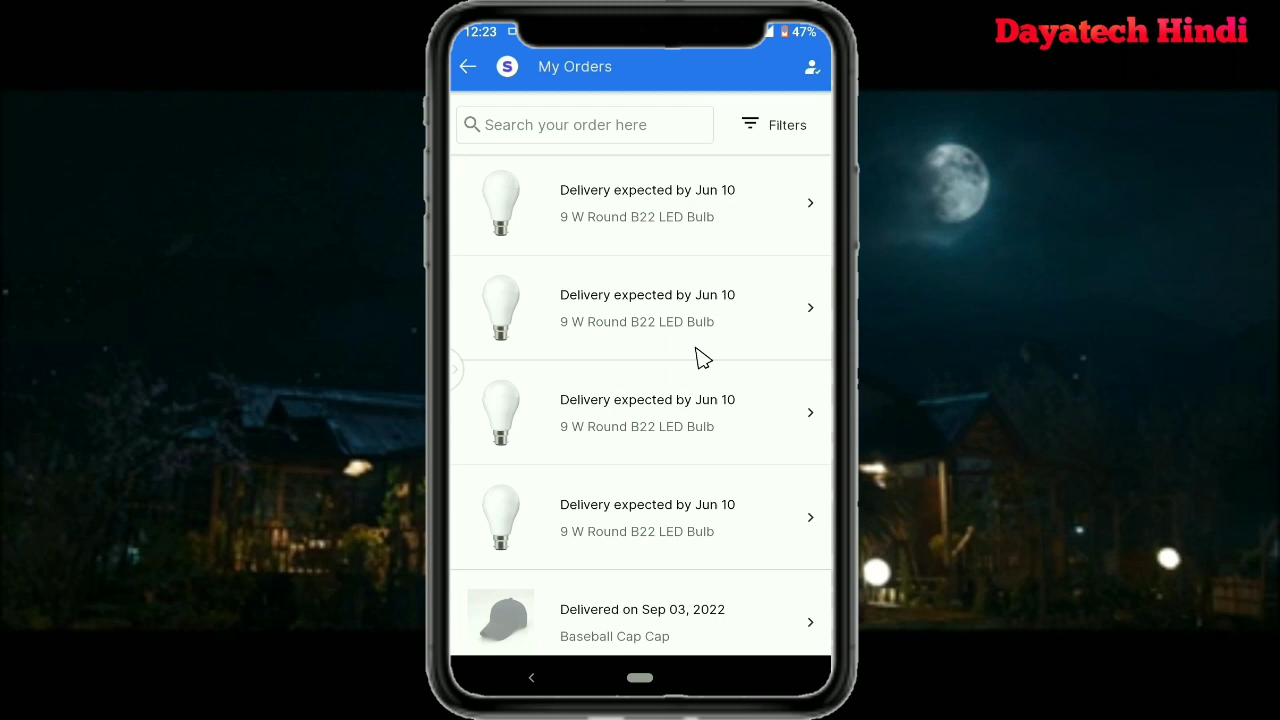 Dayatech Hindi
12:23
47%
S My Orders
Search your order here
Filters
Delivery expected by Jun 10
9 W Round B22 LED Bulb
Delivery expected by Jun 10
9 W Round B22 LED Bulb
Delivery expected by Jun 10
9 W Round B22 LED Bulb
Delivery expected by Jun 10
9 W Round B22 LED Bulb
Delivered on Sep 03, 2022
Baseball Cap Cap